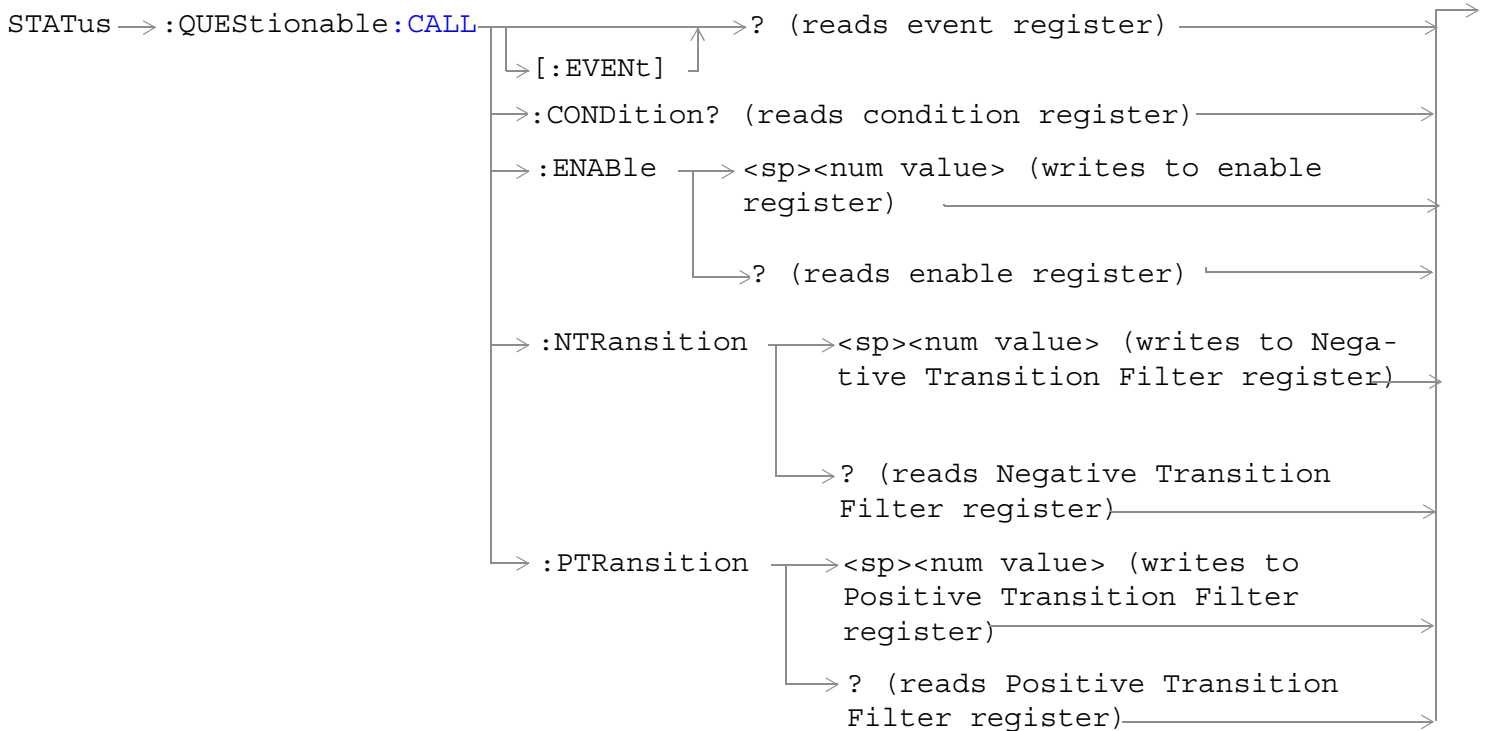 STATus :QUEStionable:CALL ? (reads event register)
[:EVENt]
:CONDition? (reads condition register)
:ENABle <sp><num value> (writes to enable
register)
? (reads enable register)
:NTRansition <sp><num value> (writes to Nega-
tive Transition Filter register)
? (reads Negative Transition
Filter register)
:PTRansition <sp><num value> (writes to
Positive Transition Filter
register)
? (reads Positive Transition
Filter register)